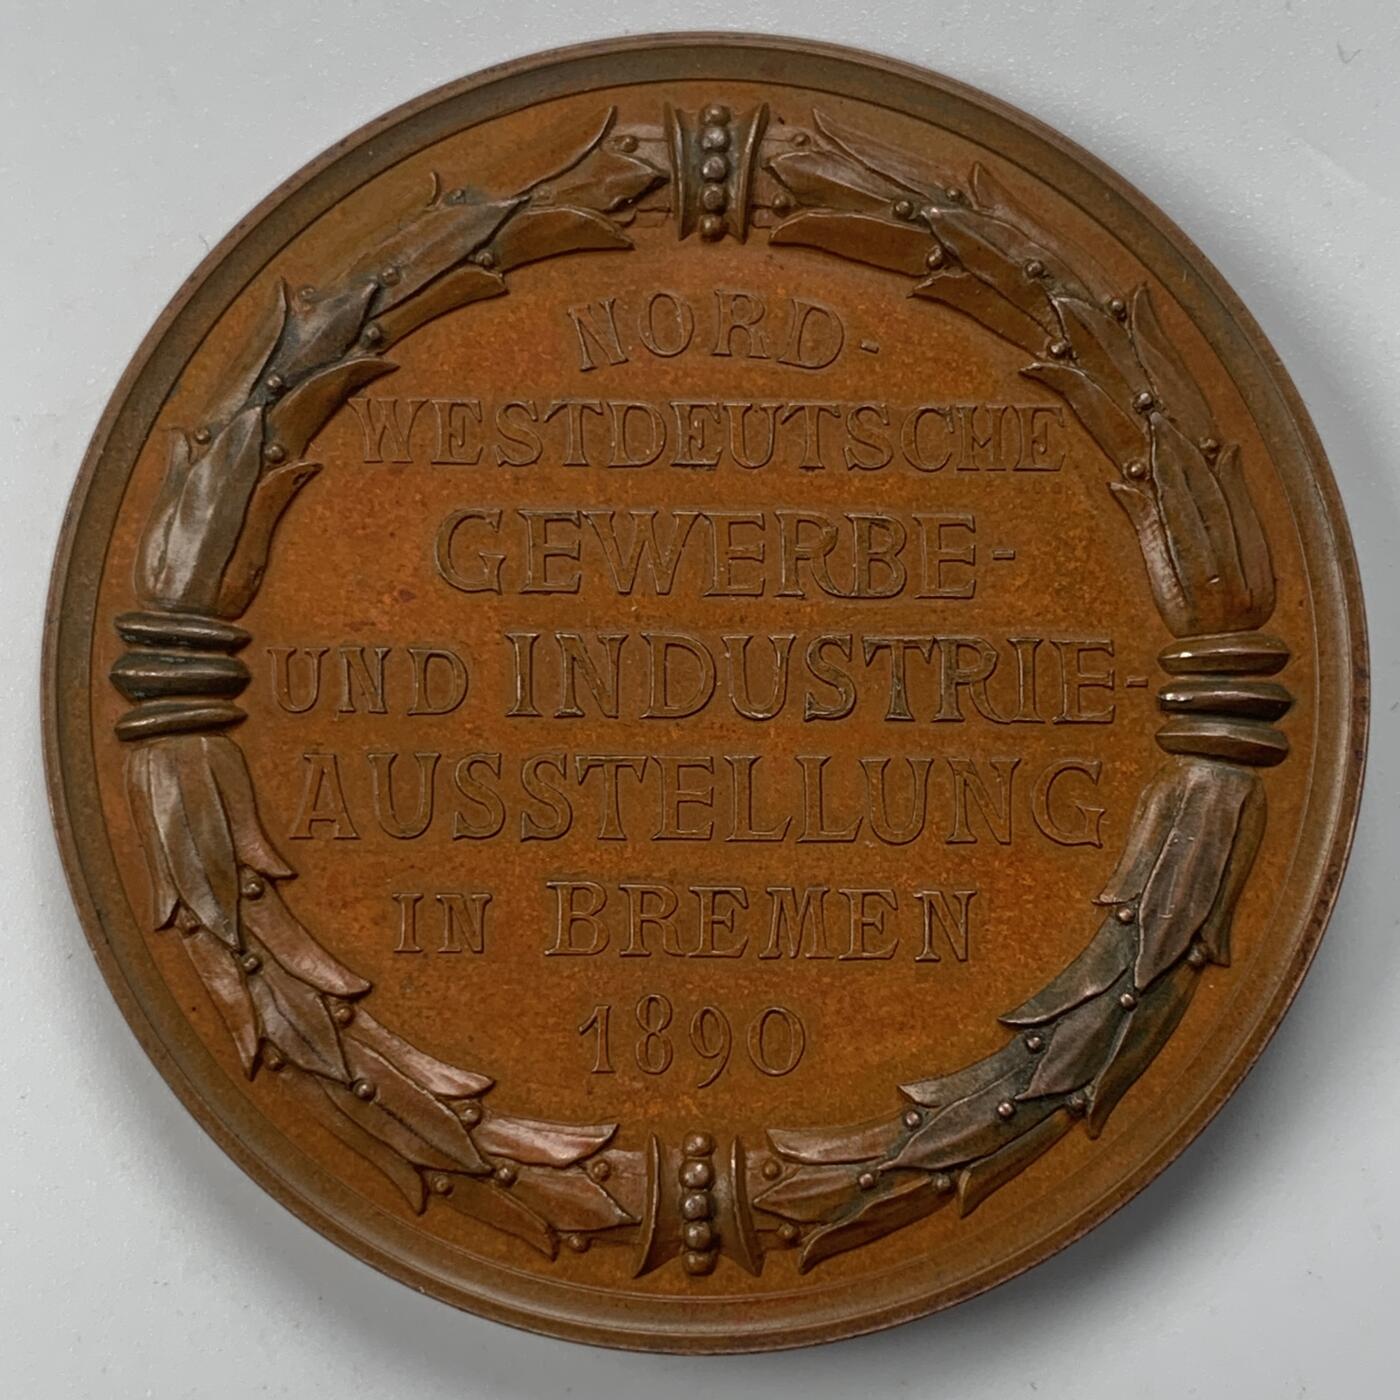 NORD-
WESTDEUTSCHE
GEWERBE-
UND INDUSTRIE-
AUSSTELLUNG
IN BREMEN
1890